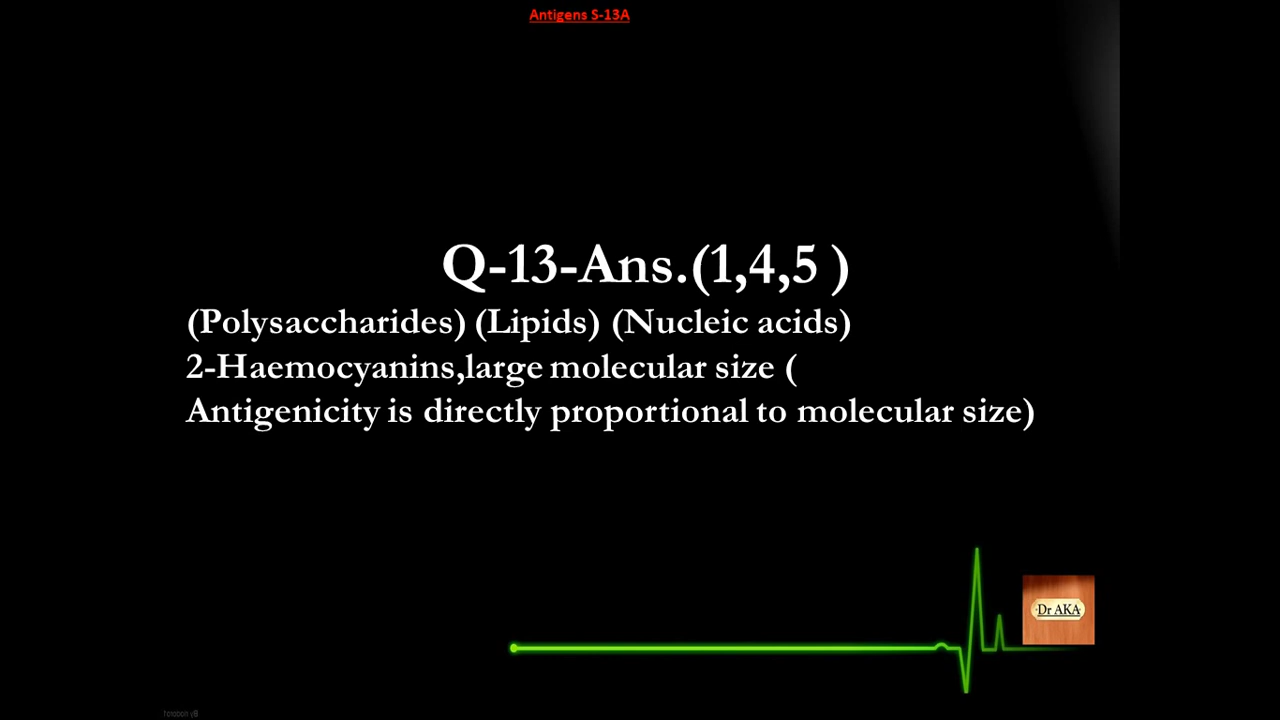 Antigens S-13A
Q-13-Ans.(1,4,5 )
(Polysaccharides) (Lipids) (Nucleic acids)
2-Haemocyanins,large molecular size (
Antigenicity is directly proportional to molecular size)
Dr AKA